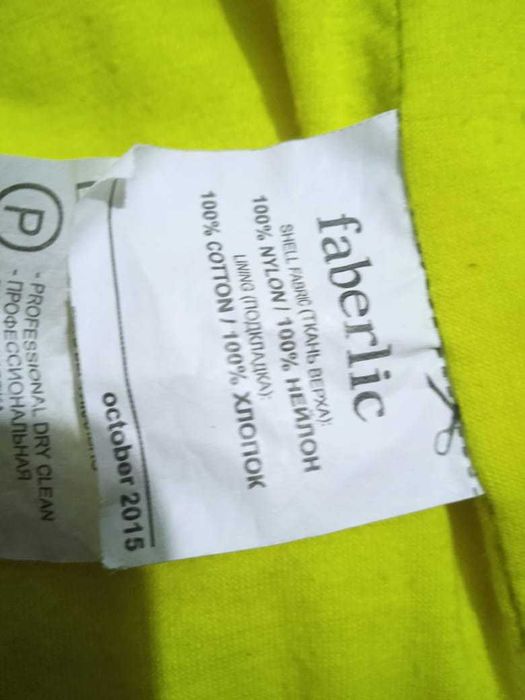 faberlic
SHELL FABRIC (ТКАНЬ ВЕРХА):
100% NYLON / 100% НЕЙЛОН
LINING (ПОДКЛАДКА):
100% COTTON / 100% ХЛОПОК
october 2015
P
- PROFESSIONAL DRY CLEAN
- ПРОФЕССИОНАЛЬНАЯ